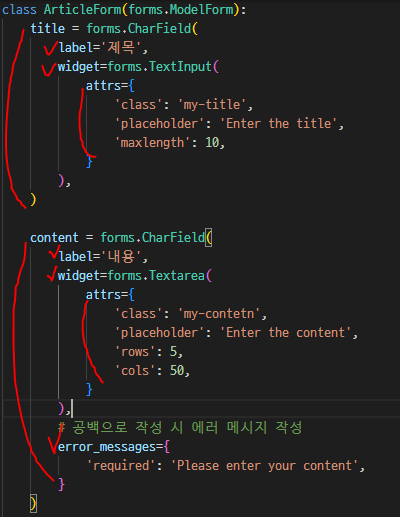 class ArticleForm(forms.ModelForm):
title = forms.CharField(
label='제목',
widget=forms.TextInput(
attrs={
'class': 'my-title',
'placeholder': 'Enter the title',
'maxlength': 10,
}
),
)
content = forms.CharField(
label='내용',
widget=forms.Textarea(
attrs={
'class': 'my-contetn',
'placeholder': 'Enter the content',
'rows': 5,
'cols': 50,
}
),
# 공백으로 작성 시 에러 메시지 작성
error_messages={
'required': 'Please enter your content',
}
)